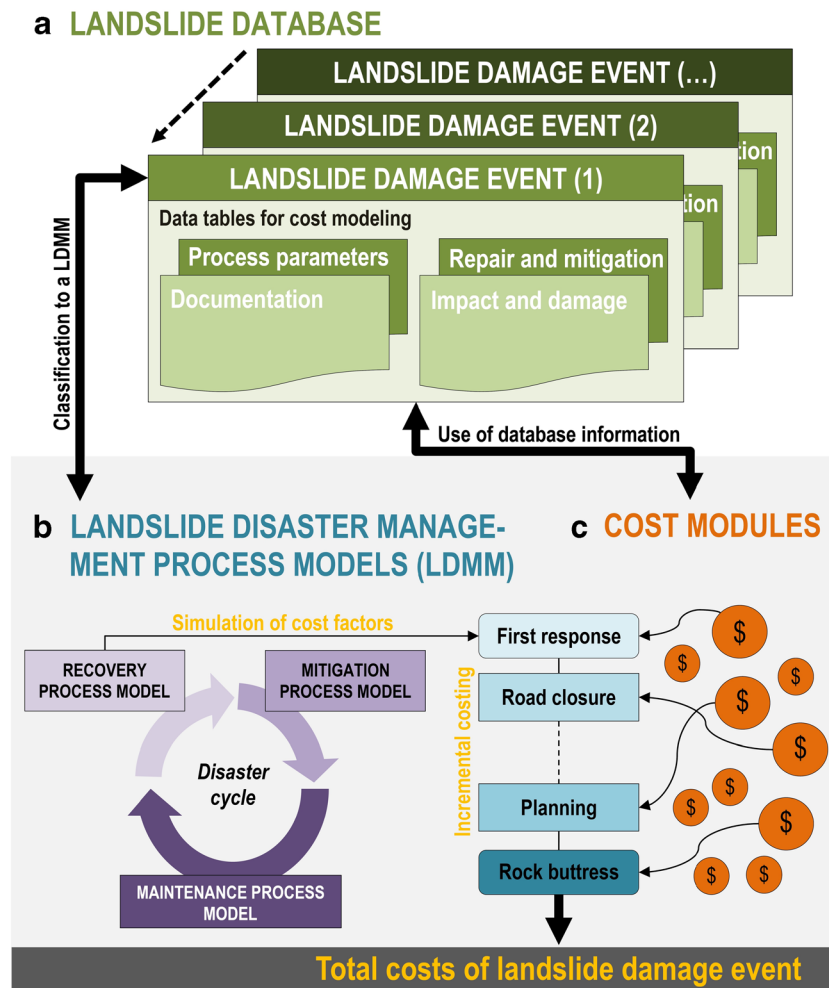 a LANDSLIDE DATABASE
LANDSLIDE DAMAGE EVENT (...)
LANDSLIDE DAMAGE EVENT (2)
LANDSLIDE DAMAGE EVENT (1)
Data tables for cost modeling
Process parameters
Documentation
Repair and mitigation
Impact and damage
tion
tion
Classification to a LDMM
Use of database information
b LANDSLIDE DISASTER MANAGE-
MENT PROCESS MODELS (LDMM)
c COST MODULES
Simulation of cost factors
RECOVERY
PROCESS MODEL
MITIGATION
PROCESS MODEL
Disaster
cycle
MAINTENANCE PROCESS
MODEL
Incremental costing
First response
Road closure
Planning
Rock buttress
$
$
$
$
$
$
$
$
$
$
Total costs of landslide damage event